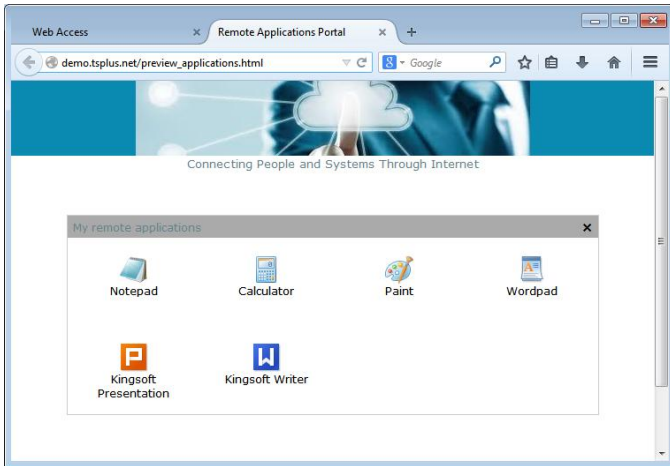 Web Access
Remote Applications Portal
demo.tsplus.net/preview_applications.html
Google
Connecting People and Systems Through Internet
My remote applications
Notepad
Calculator
Paint
Wordpad
Kingsoft
Presentation
Kingsoft Writer